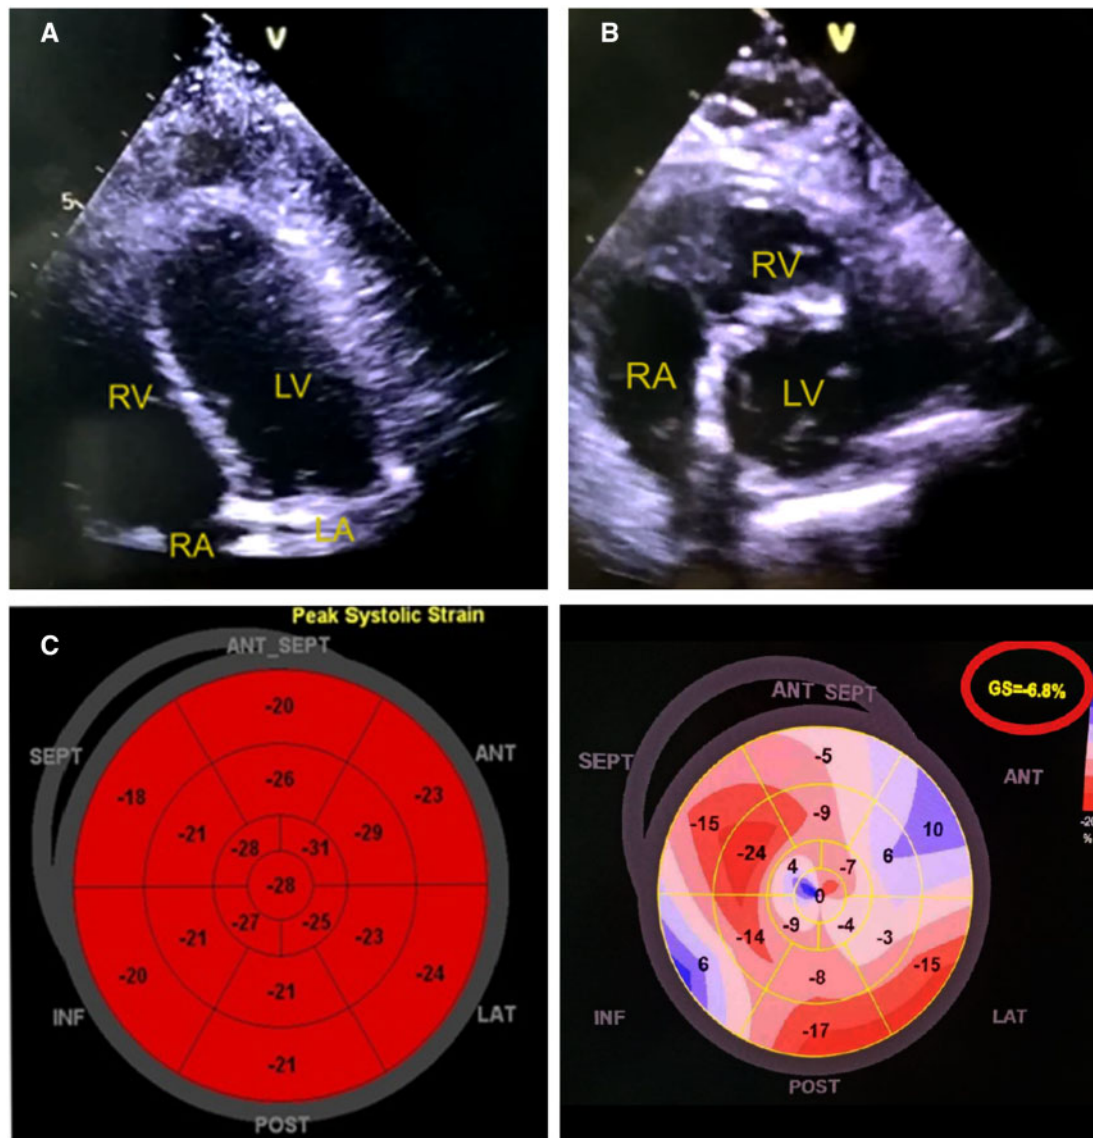 A
V
5
RV
LV
RA
LA
B
V
RV
RA
LV
C
Peak Systolic Strain
ANT_SEPT
SEPT
ANT
INF
LAT
POST
-20
-18
-23
-26
-21
-29
-28
-31
-28
-27
-25
-21
-23
-20
-24
-21
-21
GS=-6.8%
ANT_SEPT
SEPT
ANT
-5
-15
10
-9
-24
6
4
-7
0
-9
-4
-14
-3
6
-8
-15
-17
INF
LAT
POST
-20
%